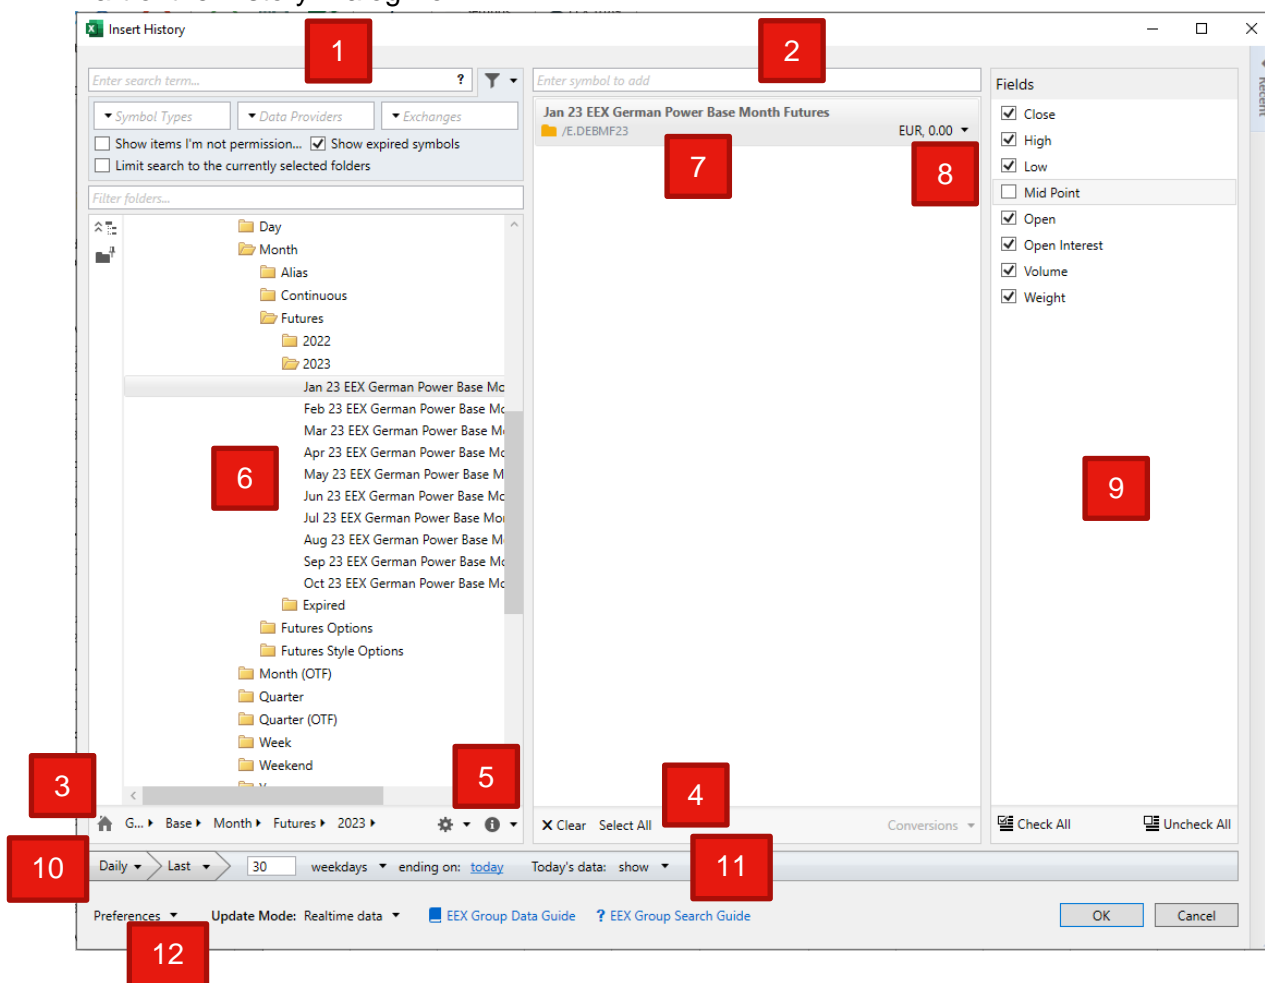 Insert History
1
2
Enter search term... ?
Enter symbol to add
Fields
Symbol Types Data Providers Exchanges
Show items I'm not permission... Show expired symbols
Limit search to the currently selected folders
Filter folders...
Jan 23 EEX German Power Base Month Futures
/E.DEBMF23 EUR, 0.00
7
8
Close
High
Low
Mid Point
Open
Open Interest
Volume
Weight
Recent
Day
Month
Alias
Continuous
Futures
2022
2023
Jan 23 EEX German Power Base Mc
Feb 23 EEX German Power Base Mc
Mar 23 EEX German Power Base M
Apr 23 EEX German Power Base Mc
May 23 EEX German Power Base M
Jun 23 EEX German Power Base Mc
Jul 23 EEX German Power Base Mor
Aug 23 EEX German Power Base M
Sep 23 EEX German Power Base Mc
Oct 23 EEX German Power Base Mc
Expired
Futures Options
Futures Style Options
Month (OTF)
Quarter
Quarter (OTF)
Week
Weekend
6
9
3
5
4
G... Base Month Futures 2023
X Clear Select All Conversions
Check All Uncheck All
10
Daily Last 30 weekdays ending on: today Today's data: show
11
Preferences Update Mode: Realtime data EEX Group Data Guide ? EEX Group Search Guide
OK Cancel
12